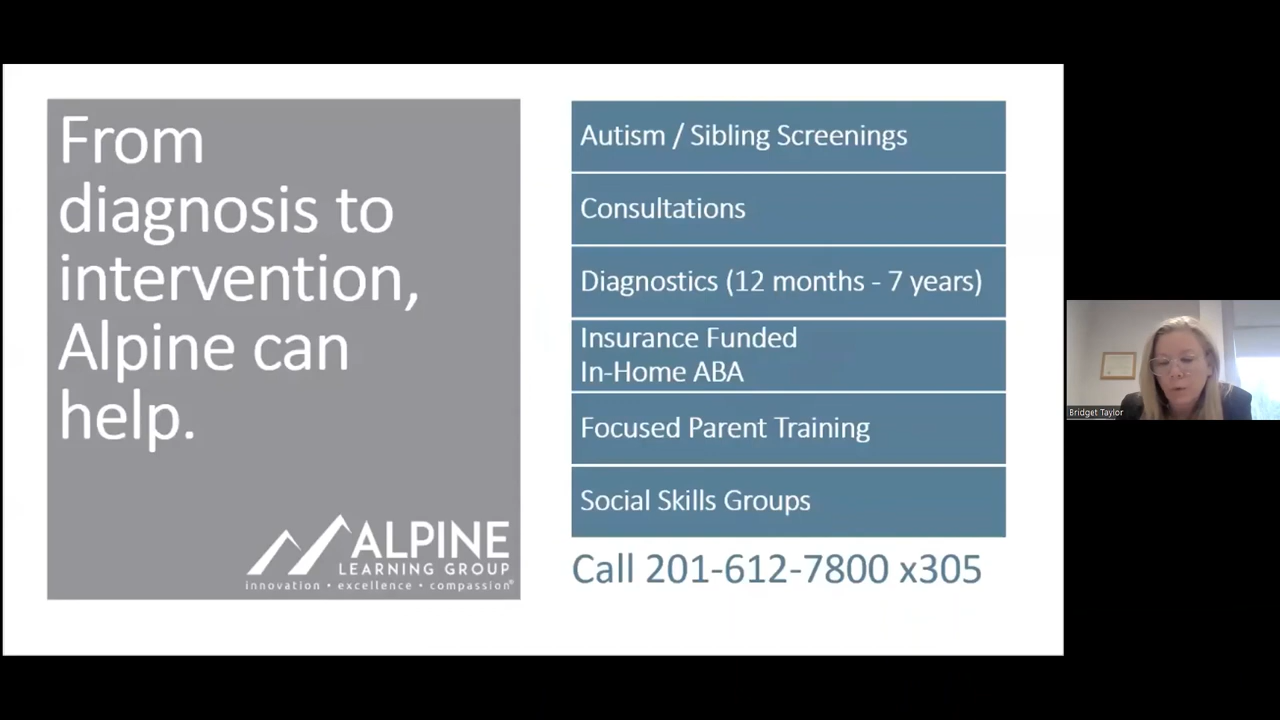 From
diagnosis to
intervention,
Alpine can
help.
ALPINE
LEARNING GROUP
innovation • excellence • compassion®
Autism / Sibling Screenings
Consultations
Diagnostics (12 months - 7 years)
Insurance Funded
In-Home ABA
Focused Parent Training
Social Skills Groups
Call 201-612-7800 x305
Bridget Taylor